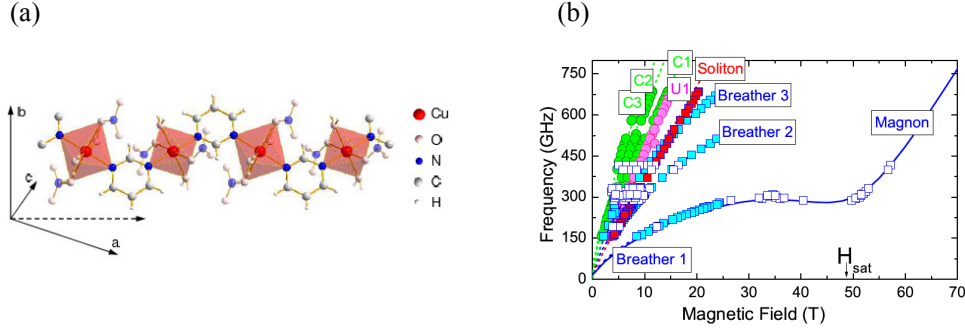 (a)
(b)
b
c
a
Cu
O
N
C
H
Frequency (GHz)
750
600
450
300
150
0
0
10
20
30
40
50
60
70
Magnetic Field (T)
C1
C2
C3
U1
Soliton
Breather 3
Breather 2
Breather 1
Magnon
H
sat